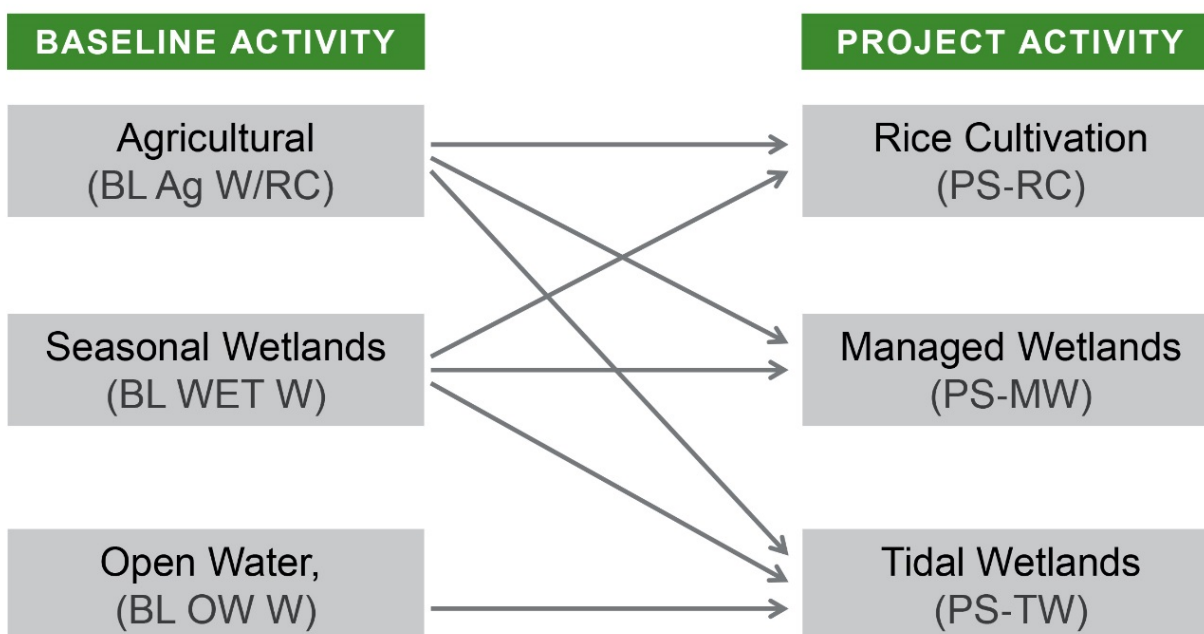 BASELINE ACTIVITY
Agricultural
(BL Ag W/RC)
Seasonal Wetlands
(BL WET W)
Open Water,
(BL OW W)
PROJECT ACTIVITY
Rice Cultivation
(PS-RC)
Managed Wetlands
(PS-MW)
Tidal Wetlands
(PS-TW)